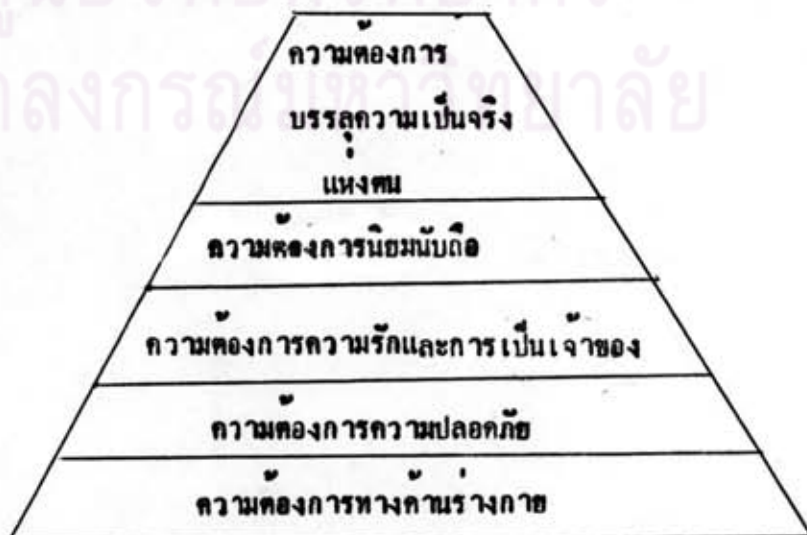 ความต้องการ
บรรลุความเป็นจริง
แห่งตน
ความต้องการนิยมนับถือ
ความต้องการความรักและการเป็นเจ้าของ
ความต้องการความปลอดภัย
ความต้องการทางด้านร่างกาย